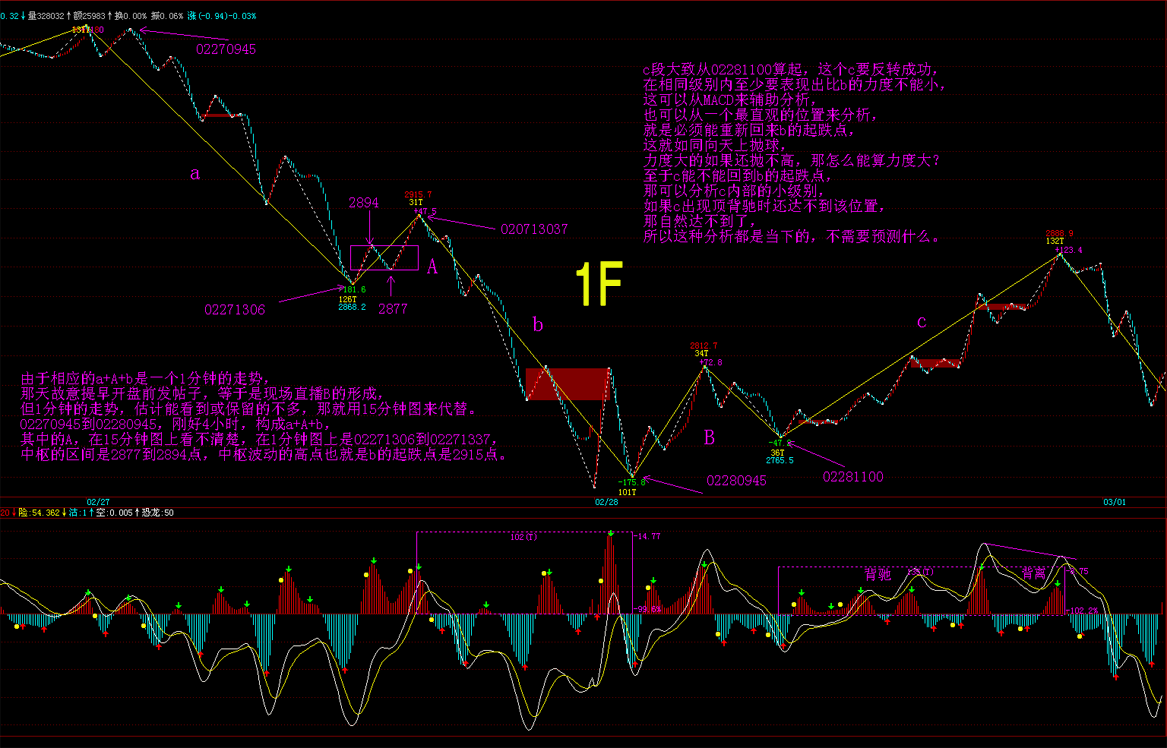 0.32↓量328032↑额25983↑换0.00% 振0.06% 涨(-0.94)-0.03%
02270945
c段大致从02281100算起，这个c要反转成功，
在相同级别内至少要表现出比b的力度不能小，
这可以从MACD来辅助分析，
也可以从一个最直观的位置来分析，
就是必须能重新回来b的起跌点，
这就如同向天上抛球，
力度大的如果还抛不高，那怎么能算力度大？
至于c能不能回到b的起跌点，
那可以分析c内部的小级别，
如果c出现顶背驰时还达不到该位置，
那自然达不到了，
所以这种分析都是当下的，不需要预测什么。
a
2894
2915.7
31T
+47.5
020713037
2888.9
132T
+123.4
A
1F
-181.6
126T
2868.2
02271306
2877
b
c
2812.7
34T
+72.8
由于相应的a+A+b是一个1分钟的走势，
那天故意提早开盘前发帖子，等于是现场直播B的形成，
但1分钟的走势，估计能看到或保留的不多，那就用15分钟图来代替。
02270945到02280945，刚好4小时，构成a+A+b，
其中的A，在15分钟图上看不清楚，在1分钟图上是02271306到02271337，
中枢的区间是2877到2894点，中枢波动的高点也就是b的起跌点是2915点。
B
36T
2765.5
02281100
-175.8
101T
02280945
02/27
02/28
03/01
20↓险:54.362↓沽:1↑空:0.005↑恐龙:50
102(T)
-14.77
-99.6%
背驰
背离
-102.2%